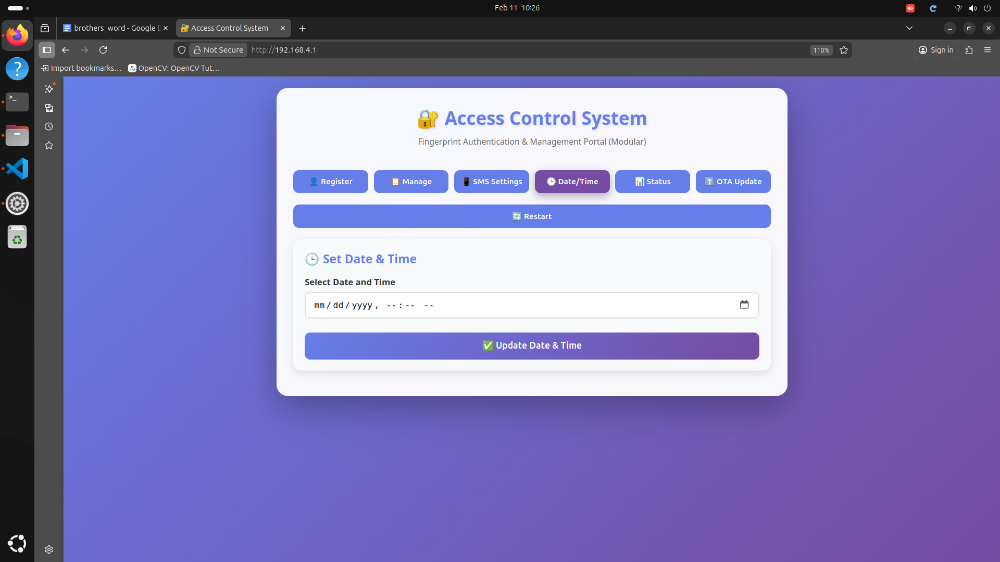 Feb 11 10:26
brothers_word - Google D
Access Control System
Not Secure
http://192.168.4.1
110%
Sign in
Import bookmarks…
OpenCV: OpenCV Tut…
Access Control System
Fingerprint Authentication & Management Portal (Modular)
Register
Manage
SMS Settings
Date/Time
Status
OTA Update
Restart
Set Date & Time
Select Date and Time
mm/dd/yyyy, --:-- --
Update Date & Time